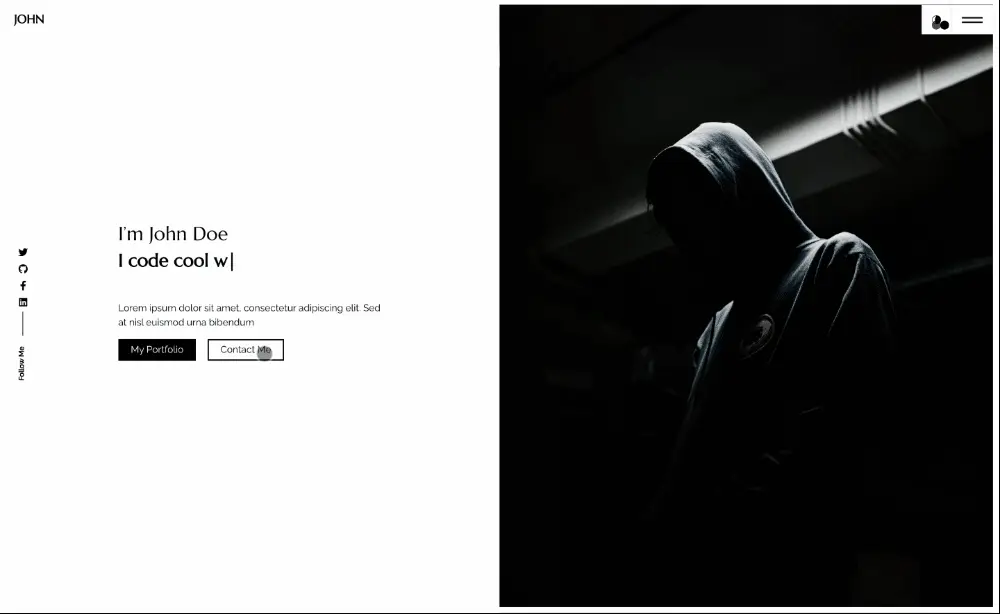 JOHN
I'm John Doe
I code cool w|
Lorem ipsum dolor sit amet, consectetur adipiscing elit. Sed
at nisl euismod urna bibendum
My Portfolio
Contact Me
Follow Me